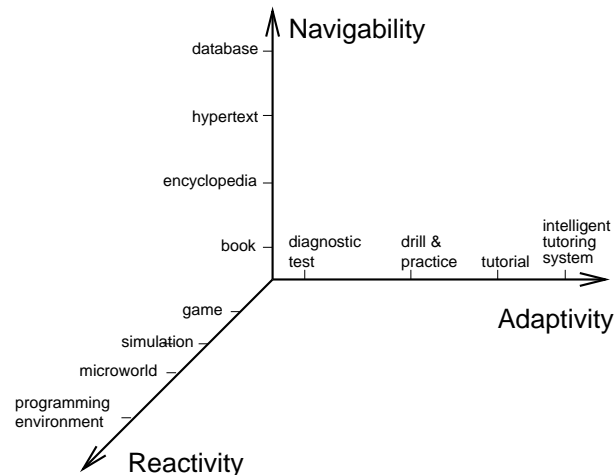 Navigability
database
hypertext
encyclopedia
book
diagnostic
test
drill &
practice
tutorial
intelligent
tutoring
system
Adaptivity
game
simulation
microworld
programming
environment
Reactivity